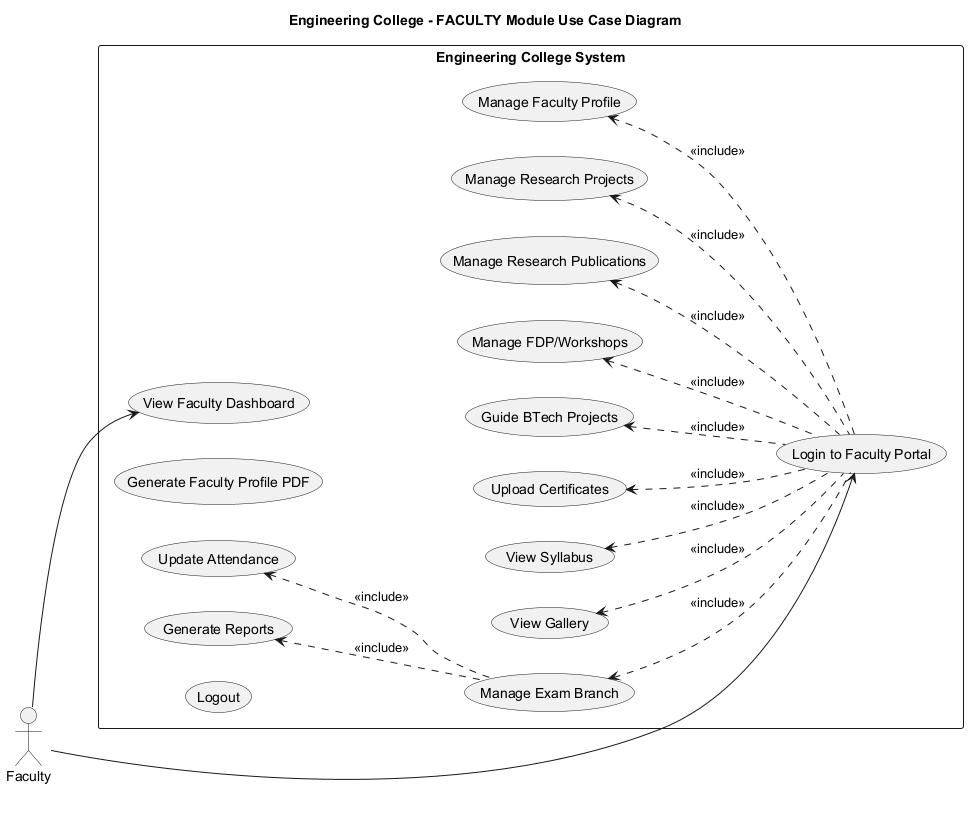 Engineering College - FACULTY Module Use Case Diagram
Engineering College System
Manage Faculty Profile
«include»
Manage Research Projects
«include»
Manage Research Publications
«include»
Manage FDP/Workshops
«include»
View Faculty Dashboard
Guide BTech Projects
«include»
Login to Faculty Portal
Generate Faculty Profile PDF
Upload Certificates
«include»
«include»
Update Attendance
View Syllabus
«include»
«include»
«include»
Generate Reports
View Gallery
«include»
Logout
Manage Exam Branch
Faculty